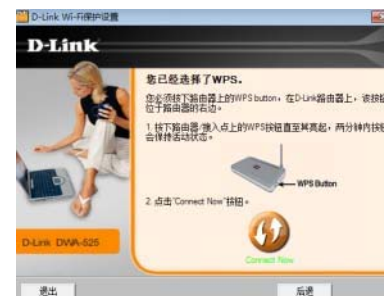 D-Link Wi-Fi保护设置
D-Link
您已经选择了WPS。
您必须按下路由器上的WPS button，在D-Link路由器上，该按钮
位于路由器的右边。
1. 按下路由器/接入点上的WPS按钮直至其亮起，两分钟内按钮
会保持活动状态。
WPS Button
2. 点击"Connect Now"按钮。
D-Link DWA-525
Connect Now
退出
后退